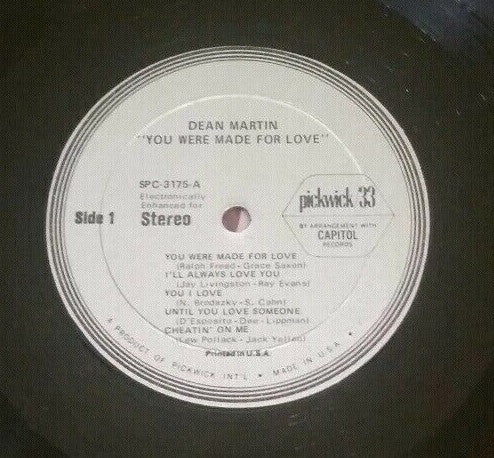 DEAN MARTIN
"YOU WERE MADE FOR LOVE"
SPC-3175-A
Electronically
Enhanced for
Side 1 Stereo
pickwick '33
BY ARRANGEMENT WITH
CAPITOL
RECORDS
YOU WERE MADE FOR LOVE
(Ralph Freed - Grace Saxon)
I'LL ALWAYS LOVE YOU
(Jay Livingston - Ray Evans)
YOU I LOVE
(N. Brodszky - S. Cahn)
UNTIL YOU LOVE SOMEONE
(D'Esposito - Dee - Lippman)
CHEATIN' ON ME
(Lew Pollack - Jack Yellen)
Printed in U.S.A.
A PRODUCT OF PICKWICK INT'L • MADE IN U.S.A. •